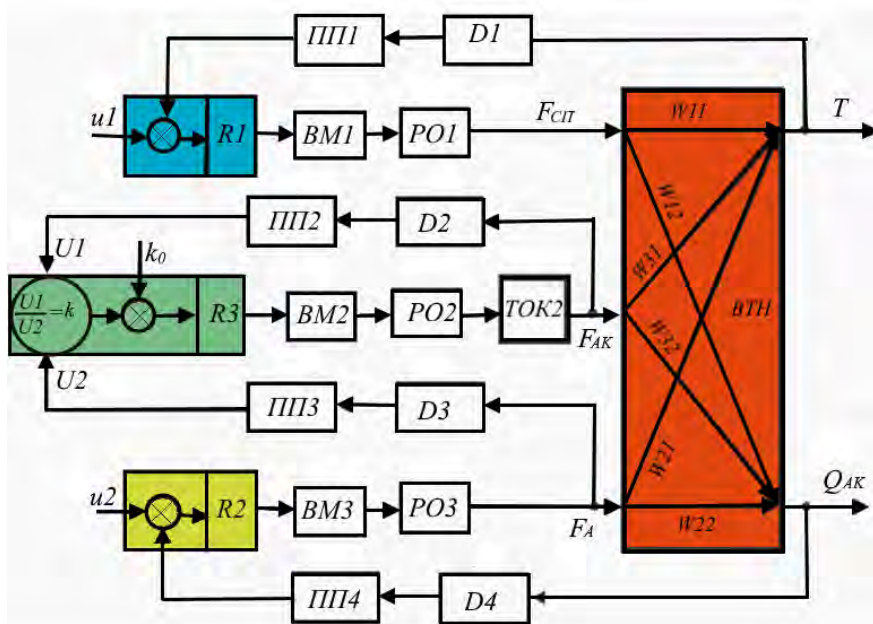 ПП1 D1
u1 R1 ВМ1 РО1 FСП W11 T
W12
ПП2 D2
U1 k0 W31
U1/U2 =k R3 ВМ2 РО2 ТОК2 FАК ВТН
W32
U2 ПП3 D3
W21
u2 R2 ВМ3 РО3 FА W22 QАК
ПП4 D4